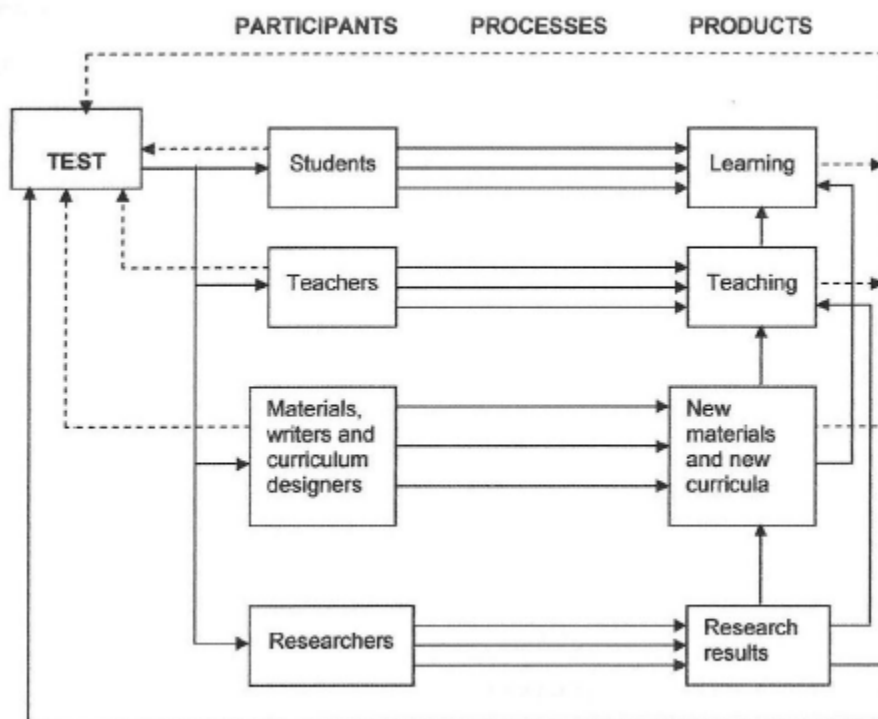 PARTICIPANTS PROCESSES PRODUCTS
TEST
Students
Learning
Teachers
Teaching
Materials,
writers and
curriculum
designers
New
materials
and new
curricula
Researchers
Research
results